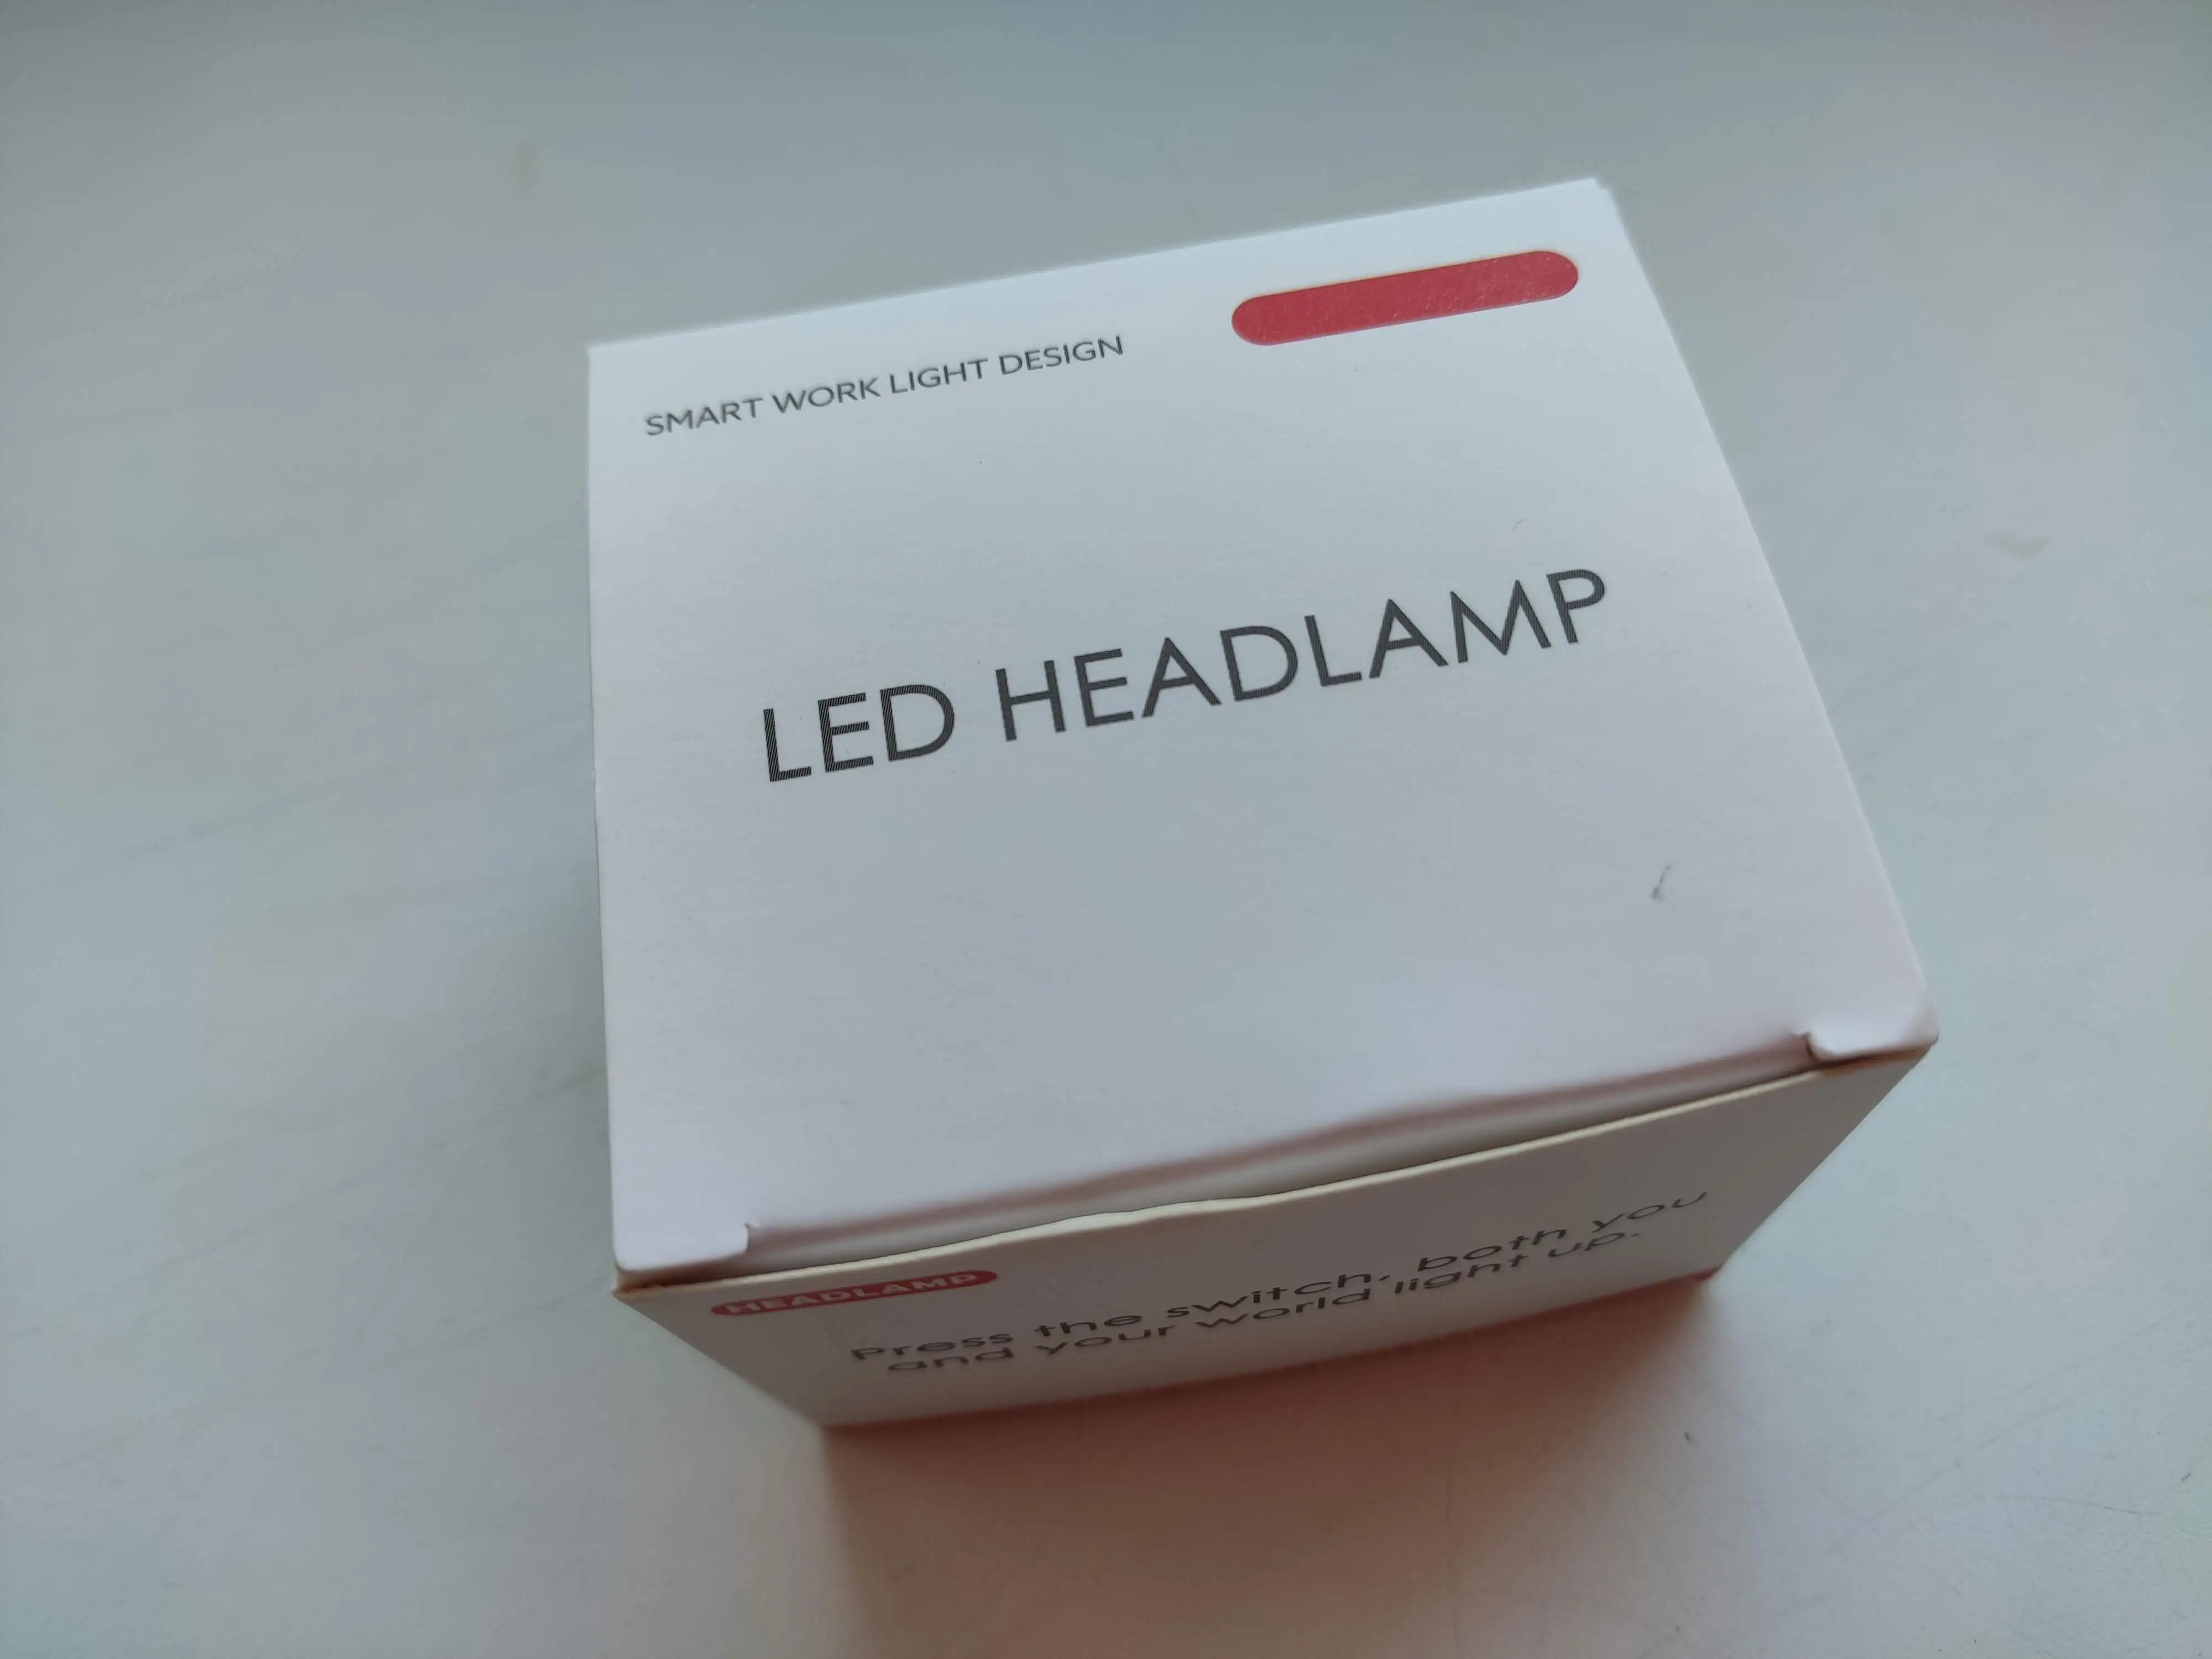 SMART WORK LIGHT DESIGN
LED HEADLAMP
HEADLAMP
Press the switch, both you
and your world light up.